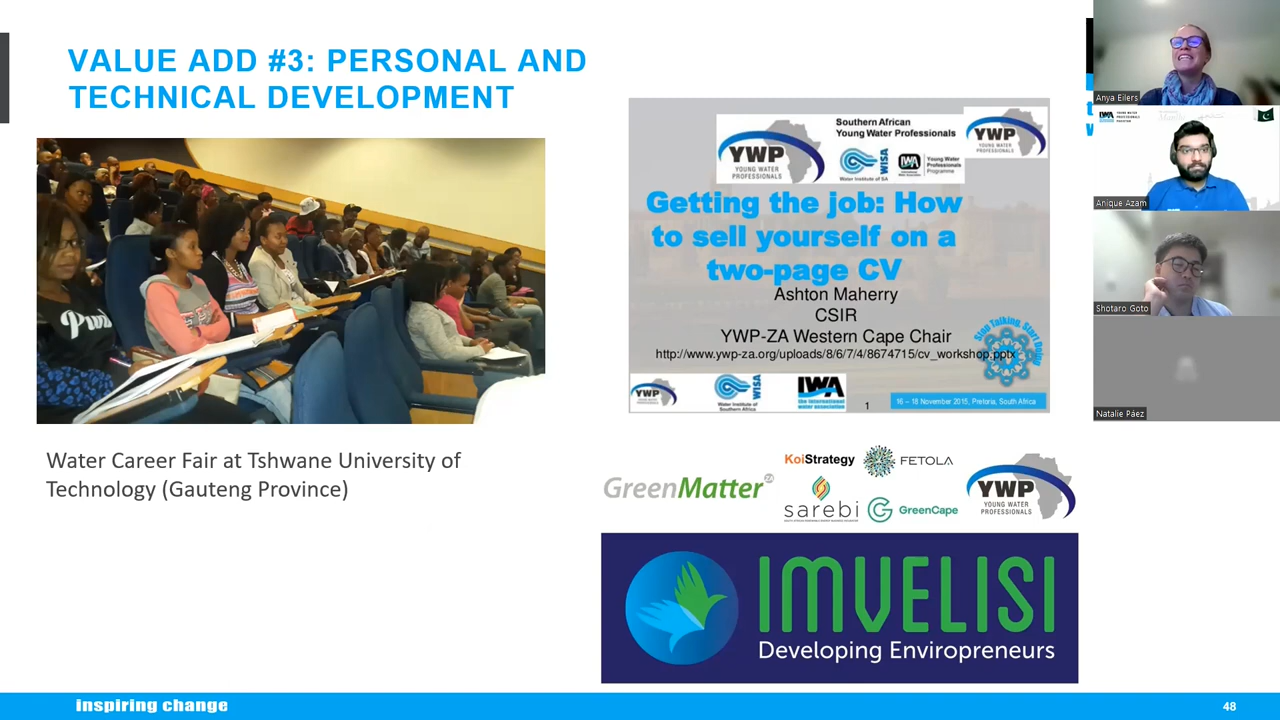 VALUE ADD #3: PERSONAL AND
TECHNICAL DEVELOPMENT
Water Career Fair at Tshwane University of
Technology (Gauteng Province)
YWP
YOUNG WATER
PROFESSIONALS
Southern African
Young Water Professionals
WISA
Water Institute of SA
IWA
Young Water
Professionals
Programme
YWP
YOUNG WATER
PROFESSIONALS
Getting the job: How
to sell yourself on a
two-page CV
Ashton Maherry
CSIR
YWP-ZA Western Cape Chair
http://www.ywp-za.org/uploads/8/6/7/4/8674715/cv_workshop.pptx
Stop Talking, Start Doing
YWP
WISA
Water Institute of
Southern Africa
IWA
the international
water association
1
16 – 18 November 2015, Pretoria, South Africa
GreenMatter ZA
KoiStrategy
FETOLA
sarebi
GreenCape
YWP
YOUNG WATER
PROFESSIONALS
IMVELISI
Developing Enviropreneurs
inspiring change
48
Anya Eilers
IWA
Anique Azam
Shotaro Goto
Natalie Páez